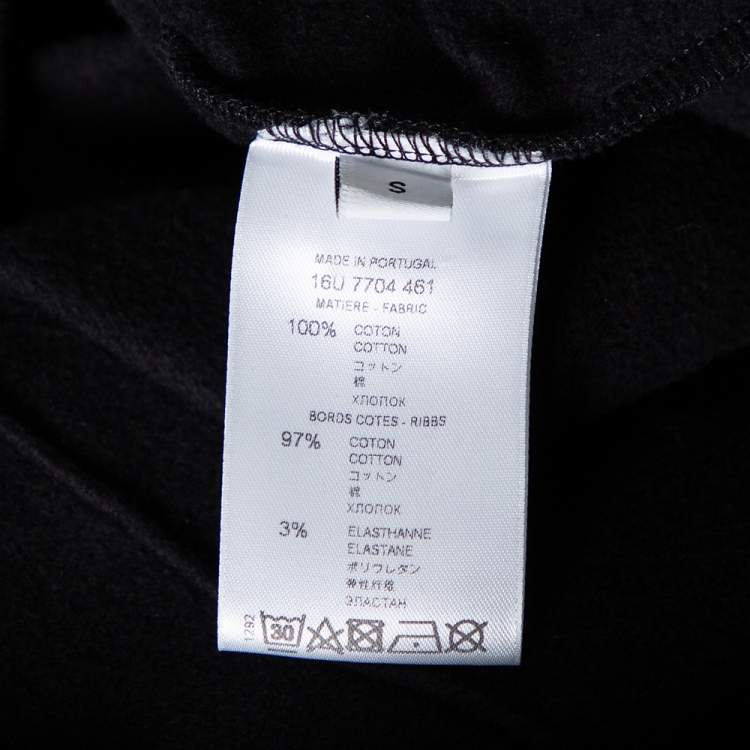 S
MADE IN PORTUGAL
16U 7704 461
MATIERE - FABRIC
100% COTON
COTTON
コットン
棉
ХЛОПОК
BORDS COTES - RIBBS
97% COTON
COTTON
コットン
棉
ХЛОПОК
3% ELASTHANNE
ELASTANE
ポリウレタン
弹性纤维
ЭЛАСТАН
1292
30